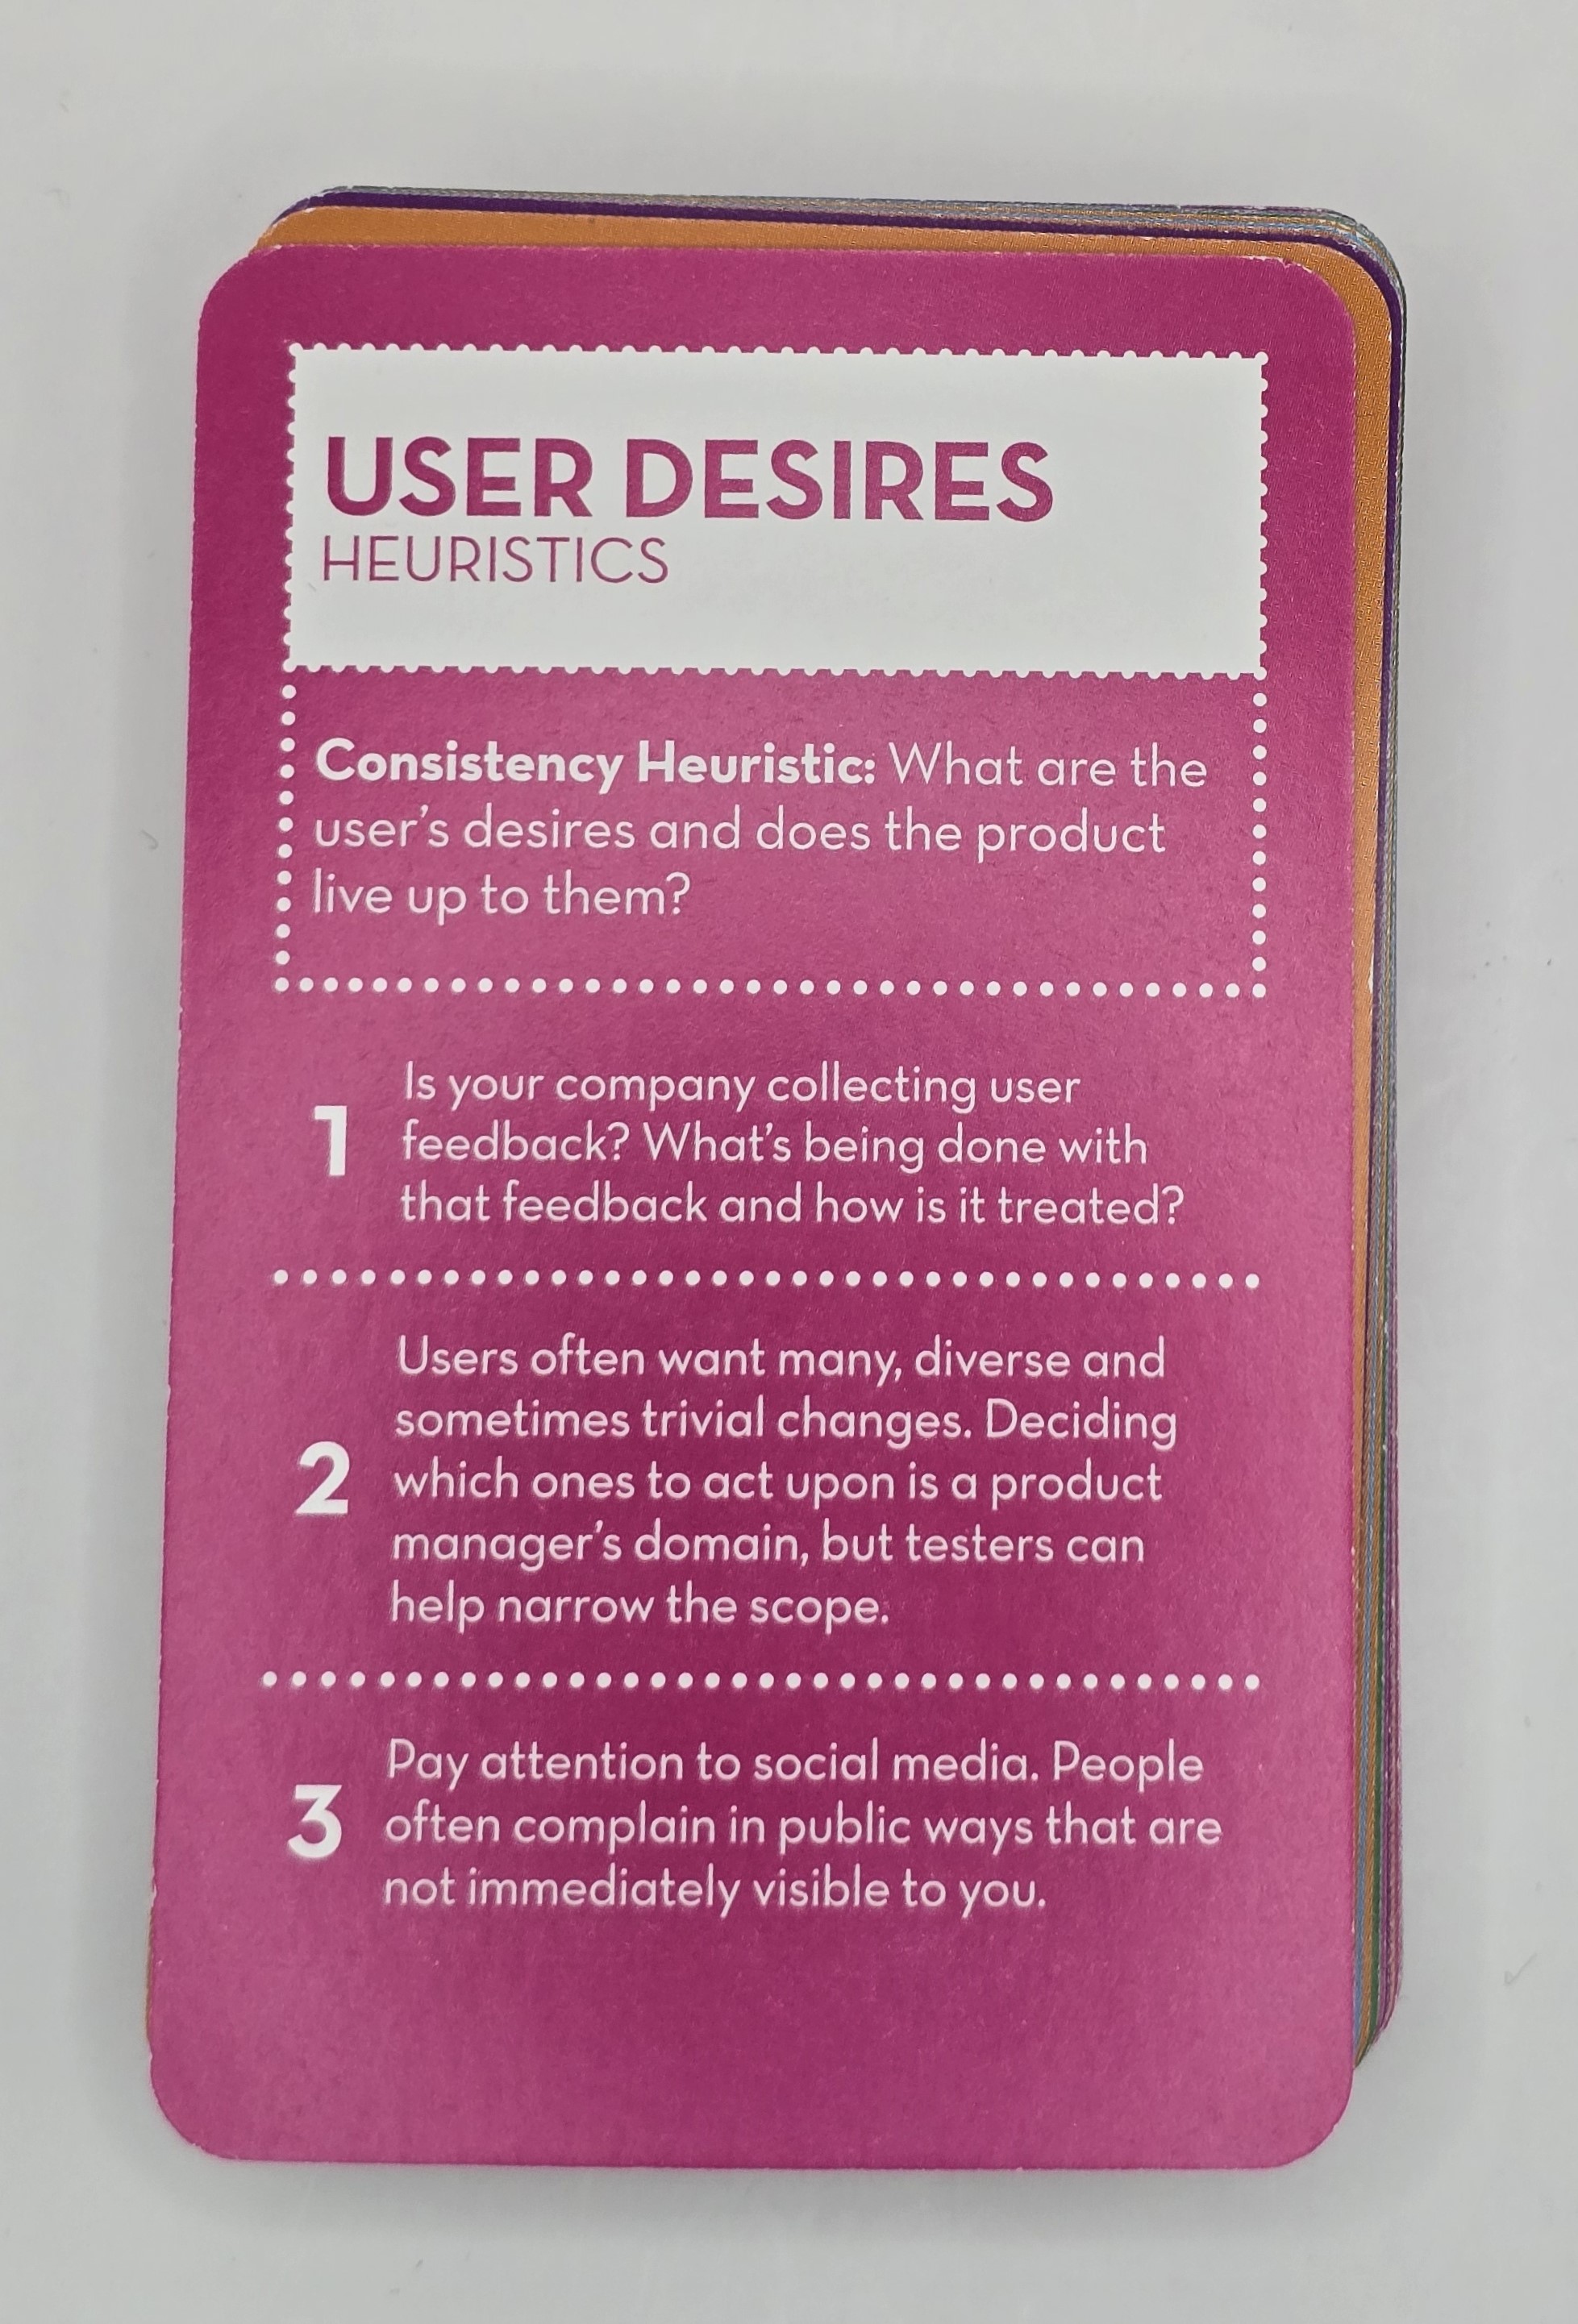 USER DESIRES
HEURISTICS
Consistency Heuristic: What are the
user's desires and does the product
live up to them?
1
Is your company collecting user
feedback? What's being done with
that feedback and how is it treated?
2
Users often want many, diverse and
sometimes trivial changes. Deciding
which ones to act upon is a product
manager's domain, but testers can
help narrow the scope.
3
Pay attention to social media. People
often complain in public ways that are
not immediately visible to you.